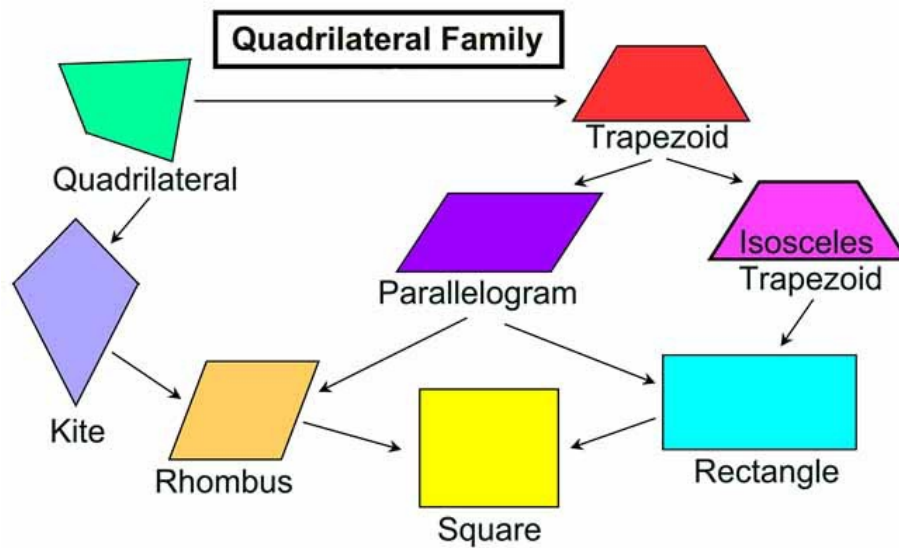 Quadrilateral Family
Trapezoid
Quadrilateral
Isosceles
Trapezoid
Parallelogram
Kite
Rhombus
Rectangle
Square